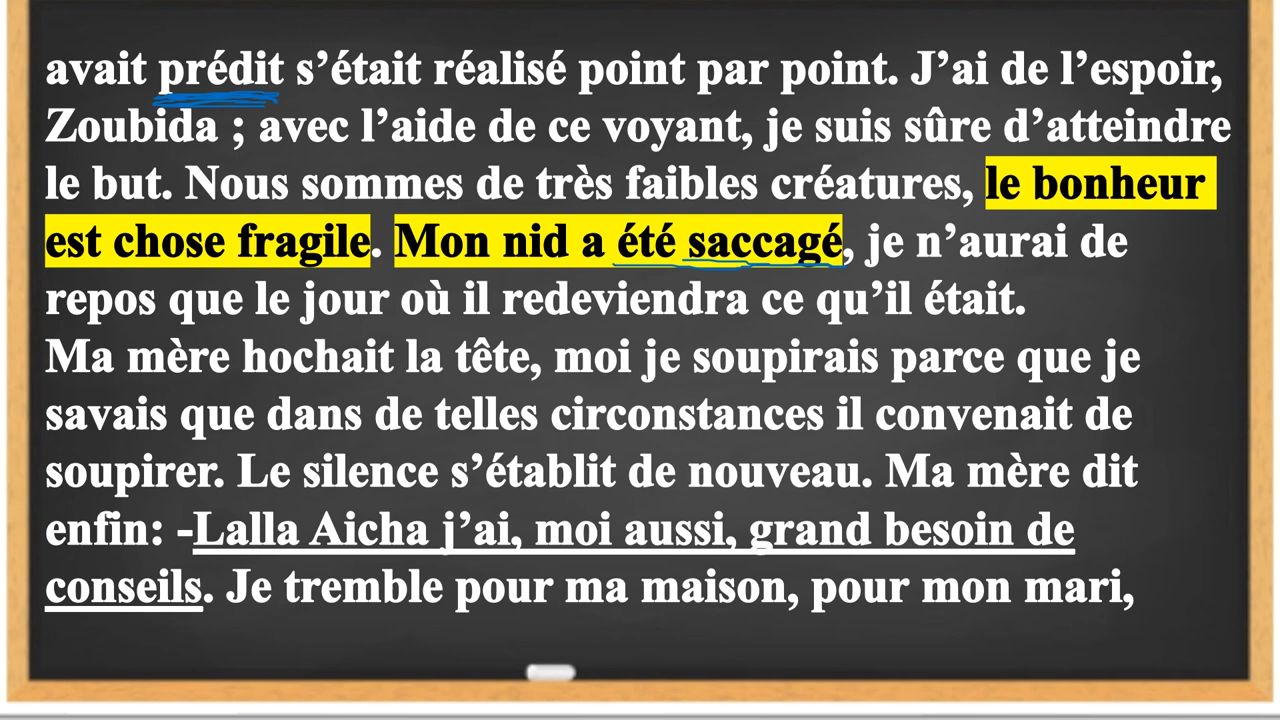 avait prédit s’était réalisé point par point. J’ai de l’espoir,
Zoubida ; avec l’aide de ce voyant, je suis sûre d’atteindre
le but. Nous sommes de très faibles créatures, le bonheur
est chose fragile. Mon nid a été saccagé, je n’aurai de
repos que le jour où il redeviendra ce qu’il était.
Ma mère hochait la tête, moi je soupirais parce que je
savais que dans de telles circonstances il convenait de
soupirer. Le silence s’établit de nouveau. Ma mère dit
enfin: -Lalla Aicha j’ai, moi aussi, grand besoin de
conseils. Je tremble pour ma maison, pour mon mari,